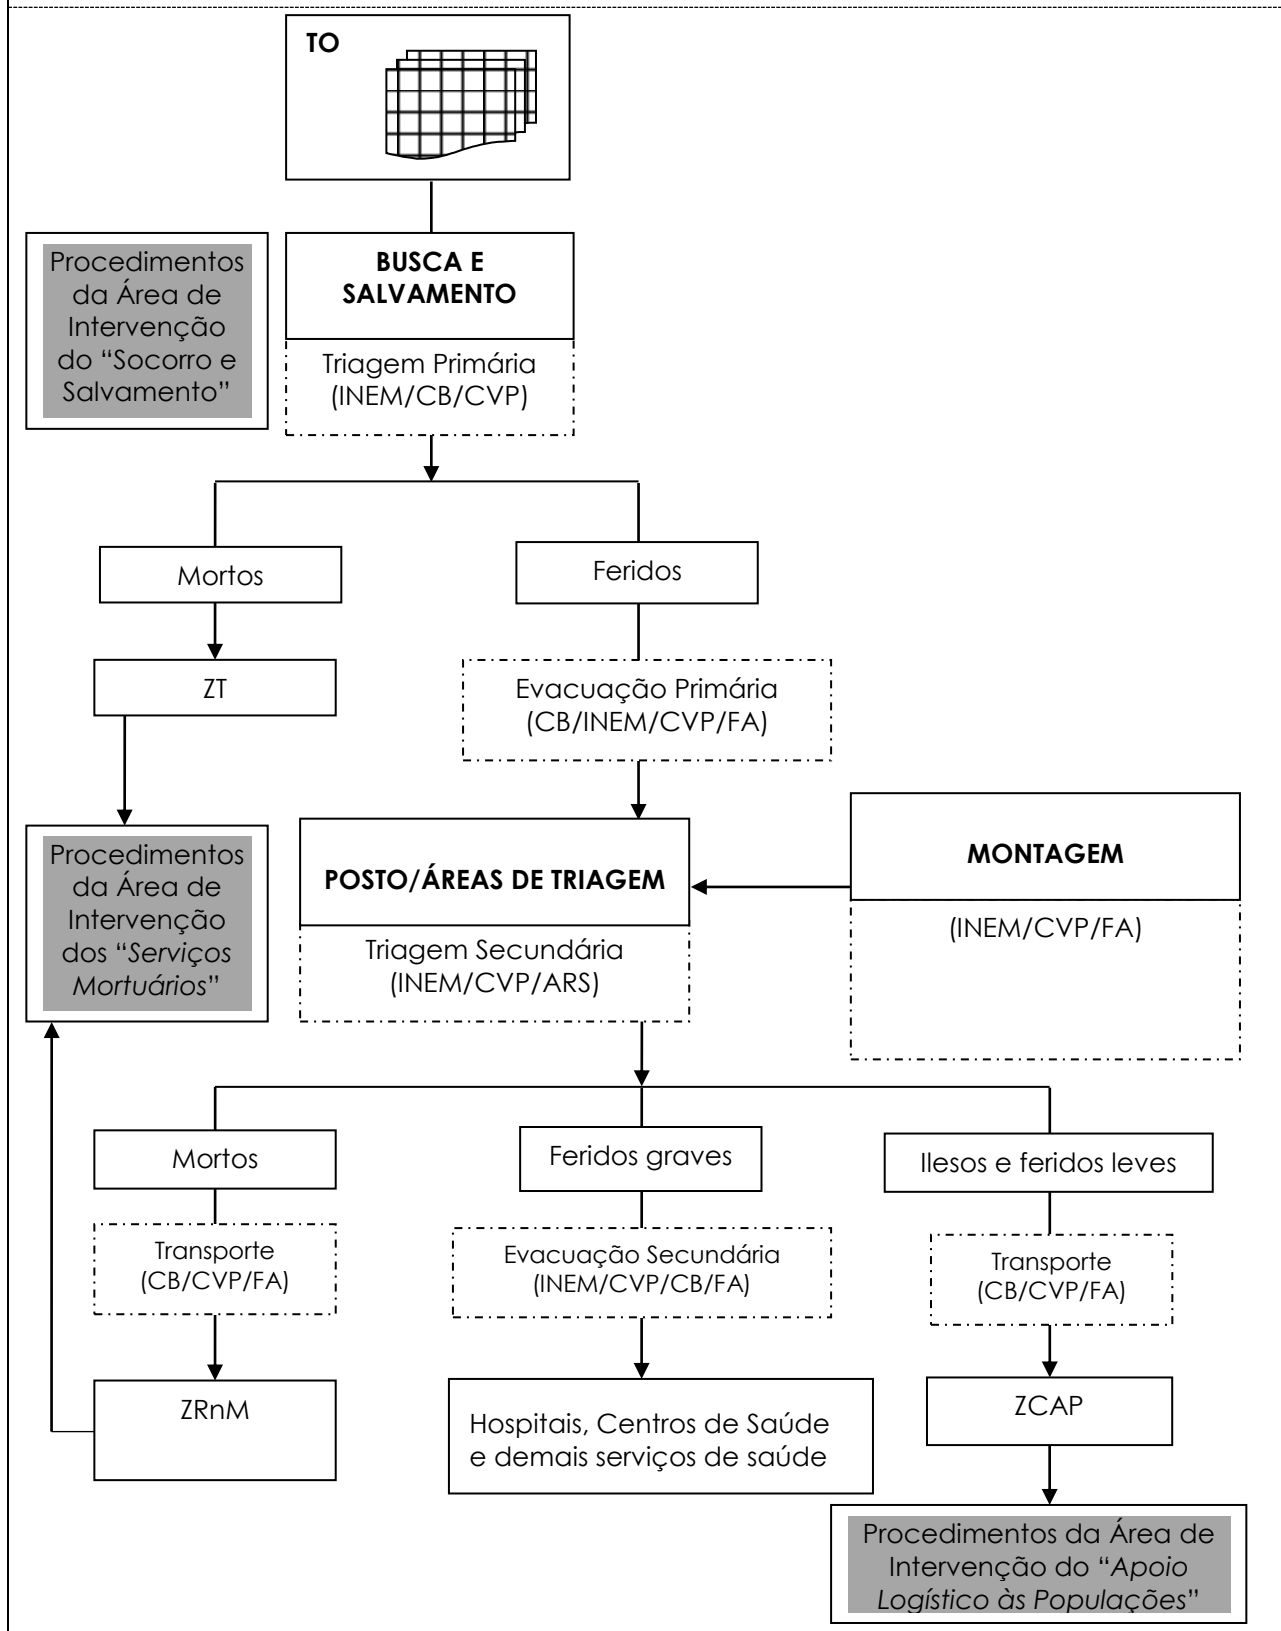 TO
Procedimentos
da Área de
Intervenção
do “Socorro e
Salvamento”
BUSCA E
SALVAMENTO
Triagem Primária
(INEM/CB/CVP)
Mortos
Feridos
ZT
Evacuação Primária
(CB/INEM/CVP/FA)
Procedimentos
da Área de
Intervenção
dos “Serviços
Mortuários”
POSTO/ÁREAS DE TRIAGEM
Triagem Secundária
(INEM/CVP/ARS)
MONTAGEM
(INEM/CVP/FA)
Mortos
Feridos graves
Ilesos e feridos leves
Transporte
(CB/CVP/FA)
Evacuação Secundária
(INEM/CVP/CB/FA)
Transporte
(CB/CVP/FA)
ZRnM
Hospitais, Centros de Saúde
e demais serviços de saúde
ZCAP
Procedimentos da Área de
Intervenção do “Apoio
Logístico às Populações”